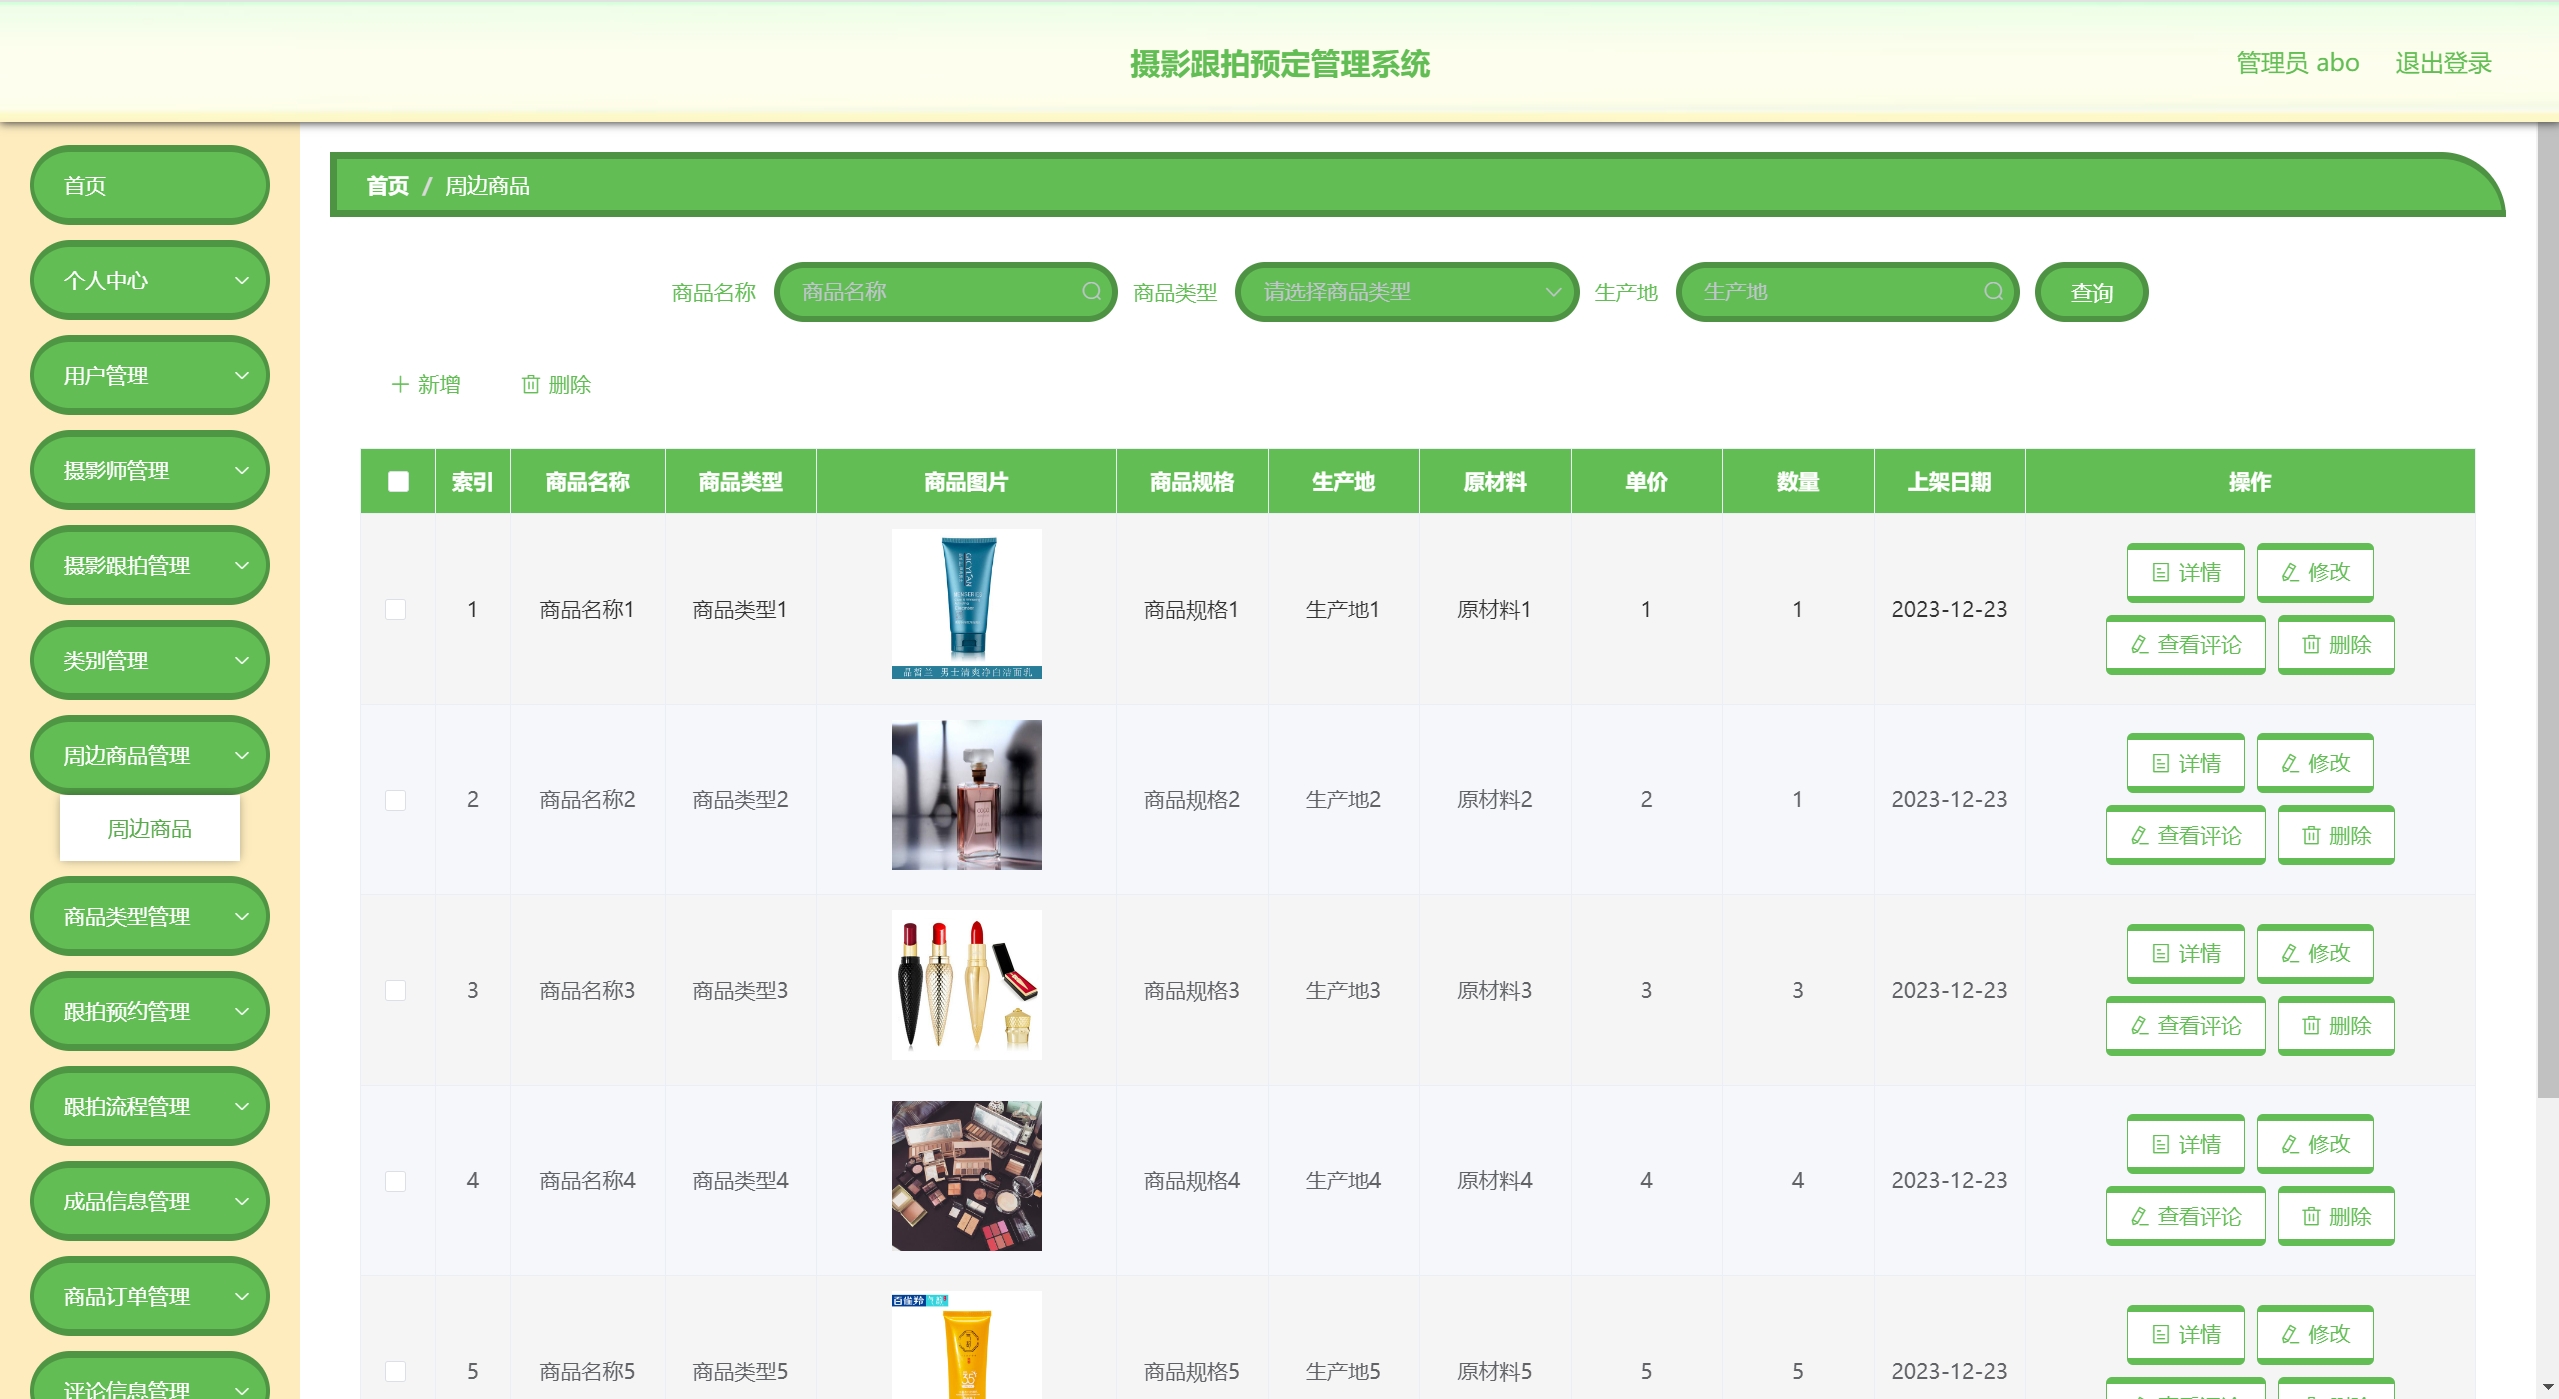 摄影跟拍预定管理系统
管理员 abo 退出登录
首页
个人中心
用户管理
摄影师管理
摄影跟拍管理
类别管理
周边商品管理
周边商品
商品类型管理
跟拍预约管理
跟拍流程管理
成品信息管理
商品订单管理
评论信息管理
首页 / 周边商品
商品名称 商品名称 商品类型 请选择商品类型 生产地 生产地 查询
新增 删除
索引 商品名称 商品类型 商品图片 商品规格 生产地 原材料 单价 数量 上架日期 操作
1 商品名称1 商品类型1 商品规格1 生产地1 原材料1 1 1 2023-12-23 详情 修改
查看评论 删除
晶皙兰 男士清爽净白洁面乳
2 商品名称2 商品类型2 商品规格2 生产地2 原材料2 2 1 2023-12-23 详情 修改
查看评论 删除
3 商品名称3 商品类型3 商品规格3 生产地3 原材料3 3 3 2023-12-23 详情 修改
查看评论 删除
4 商品名称4 商品类型4 商品规格4 生产地4 原材料4 4 4 2023-12-23 详情 修改
查看评论 删除
百雀羚
5 商品名称5 商品类型5 商品规格5 生产地5 原材料5 5 5 2023-12-23 详情 修改